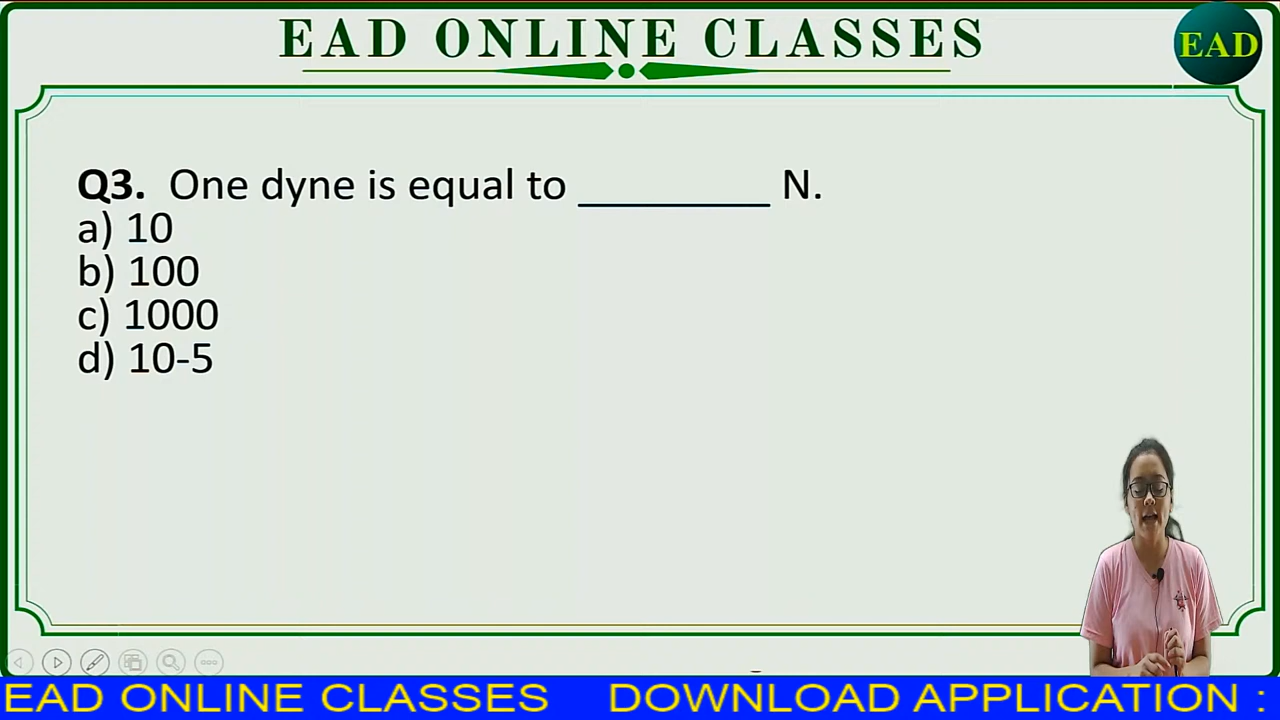 EAD ONLINE CLASSES
EAD
Q3. One dyne is equal to _________ N.
a) 10
b) 100
c) 1000
d) 10-5
EAD ONLINE CLASSES DOWNLOAD APPLICATION :